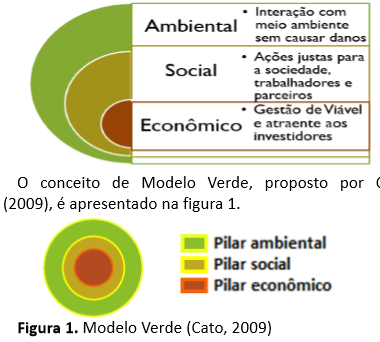 Ambiental
• Interação com
meio ambiente
sem causar danos
Social
• Ações justas para
a sociedade,
trabalhadores e
parceiros
Econômico
• Gestão de Viável
e atraente aos
investidores
O conceito de Modelo Verde, proposto por
(2009), é apresentado na figura 1.
Pilar ambiental
Pilar social
Pilar econômico
Figura 1. Modelo Verde (Cato, 2009)